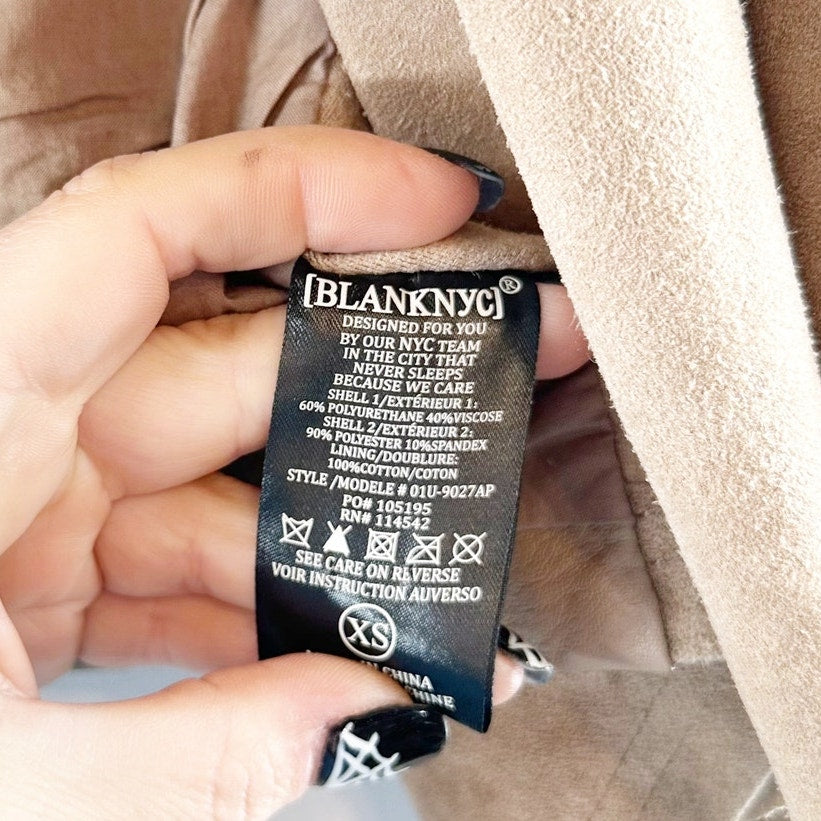 [BLANKNYC]®
DESIGNED FOR YOU
BY OUR NYC TEAM
IN THE CITY THAT
NEVER SLEEPS
BECAUSE WE CARE
SHELL 1/EXTÉRIEUR 1:
60% POLYURETHANE 40%VISCOSE
SHELL 2/EXTÉRIEUR 2:
90% POLYESTER 10%SPANDEX
LINING/DOUBLURE:
100%COTTON/COTON
STYLE /MODELE # 01U-9027AP
PO# 105195
RN# 114542
SEE CARE ON REVERSE
VOIR INSTRUCTION AUVERSO
XS
CHINA